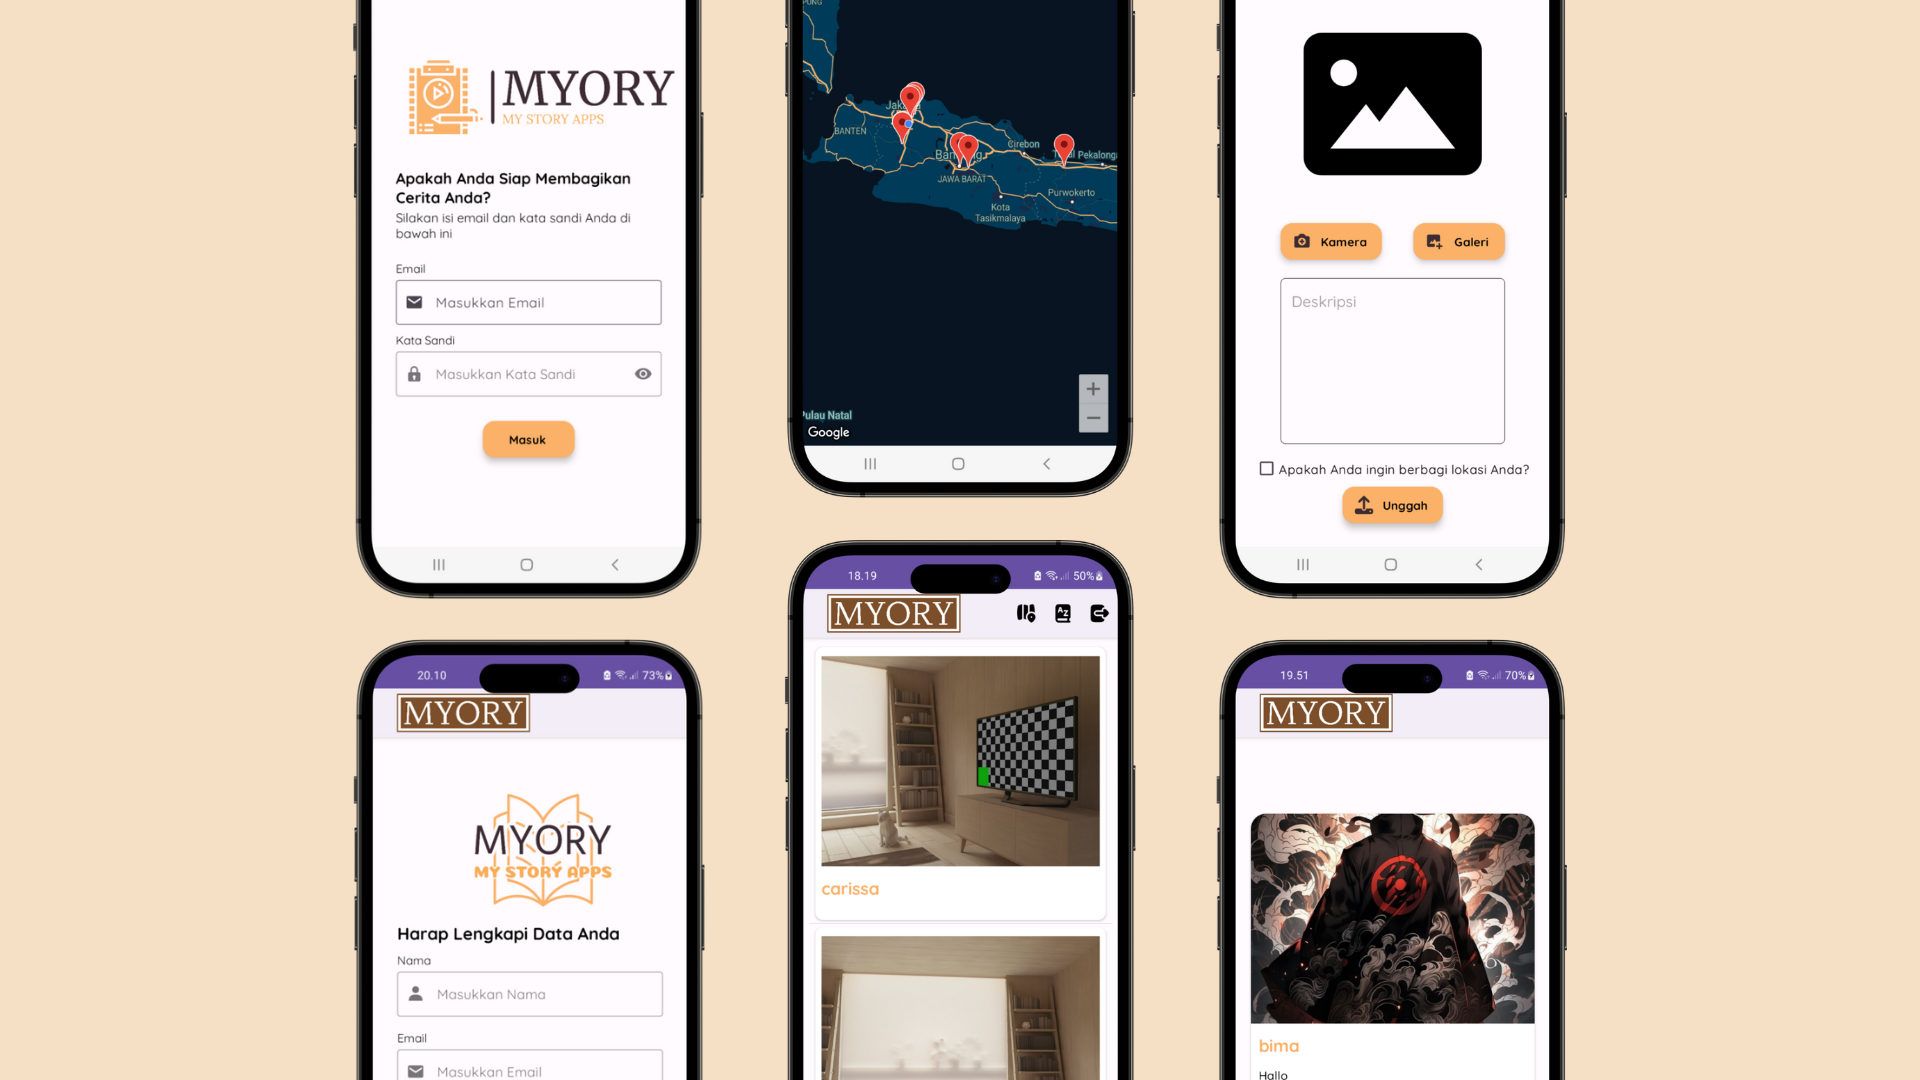 MYORY
MY STORY APPS
Apakah Anda Siap Membagikan
Cerita Anda?
Silakan isi email dan kata sandi Anda di
bawah ini
Email
Masukkan Email
Kata Sandi
Masukkan Kata Sandi
Masuk
BANTEN
Cirebon
Pekalong
JAWA BARAT
Purwokerto
Kota
Tasikmalaya
Pulau Natal
Google
Kamera
Galeri
Deskripsi
Apakah Anda ingin berbagi lokasi Anda?
Unggah
20.10
73%
MYORY
MYORY
MY STORY APPS
Harap Lengkapi Data Anda
Nama
Masukkan Nama
Email
Masukkan Email
18.19
50%
MYORY
AZ
carissa
19.51
70%
MYORY
bima
Hallo